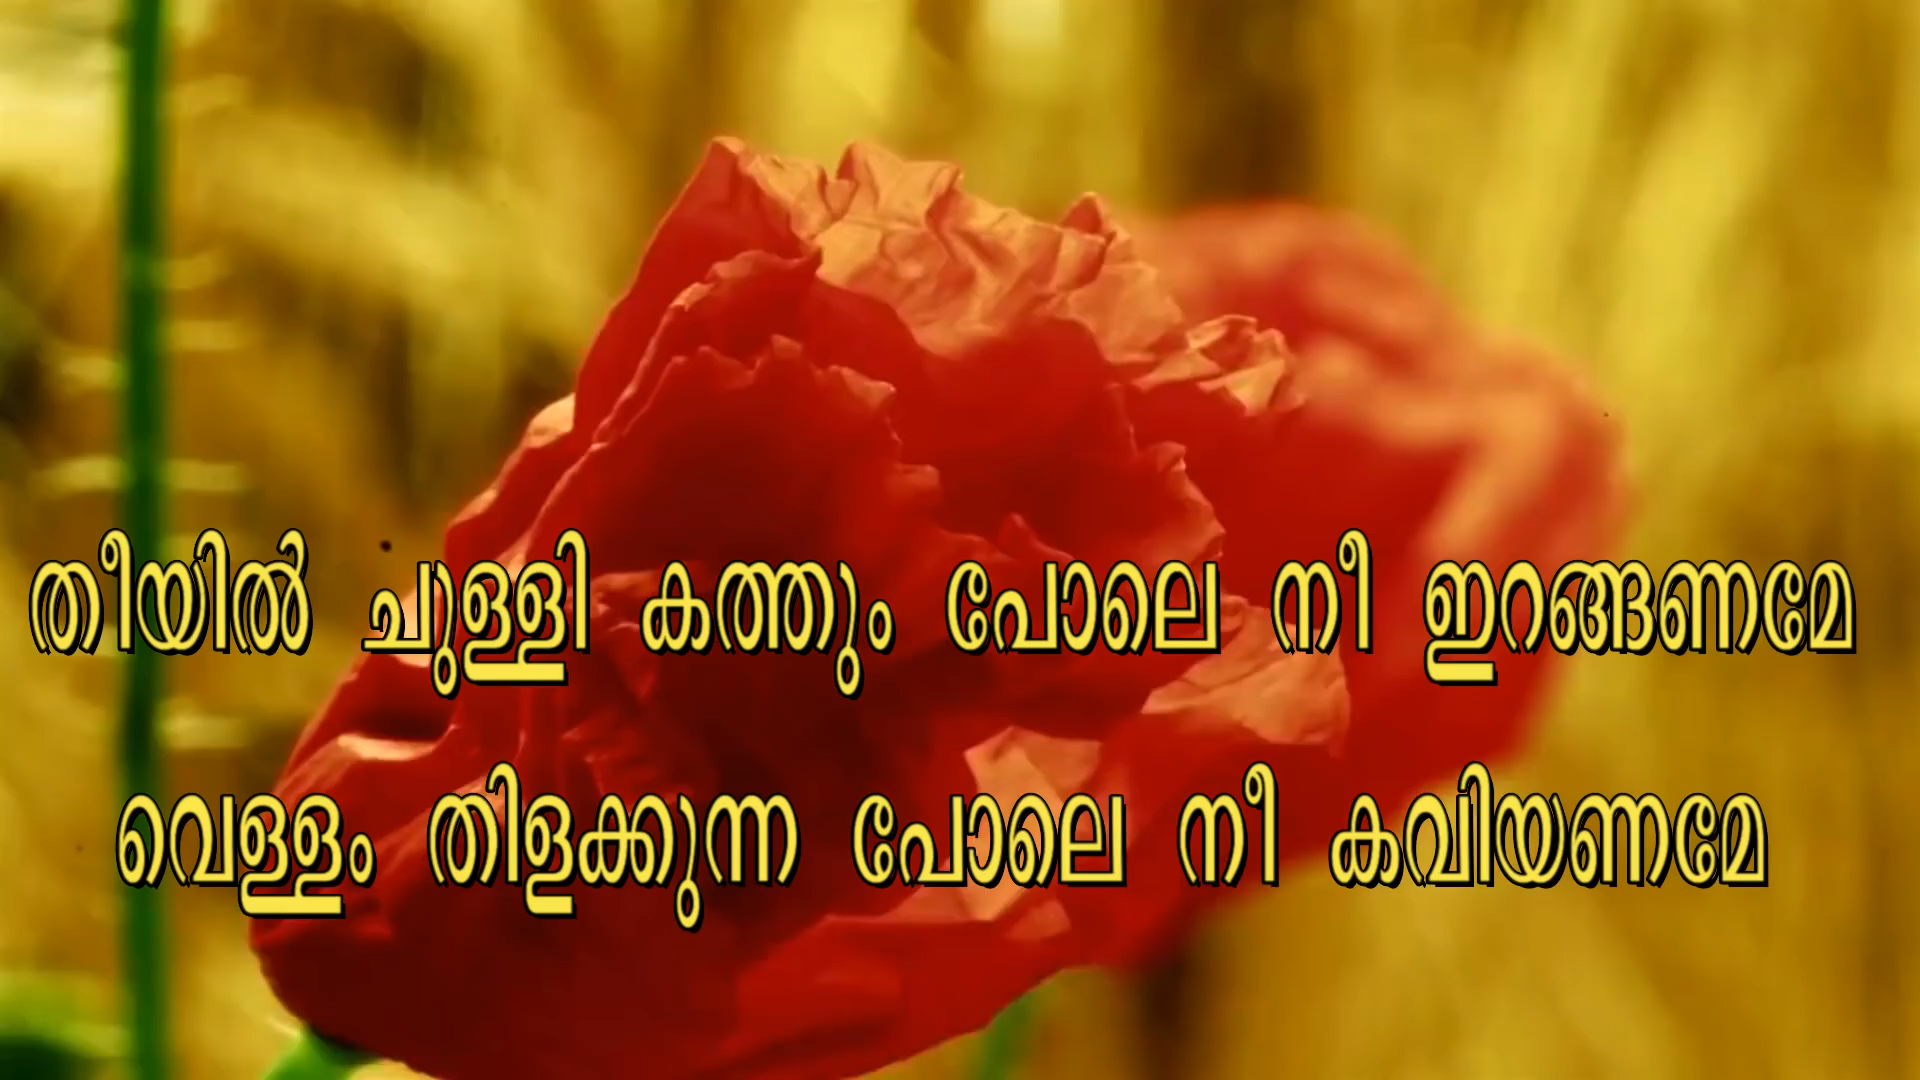 തീയിൽ ചുള്ളി കത്തും പോലെ നീ ഇറങ്ങണമേ
വെള്ളം തിളക്കുന്ന പോലെ നീ കവിയണമേ